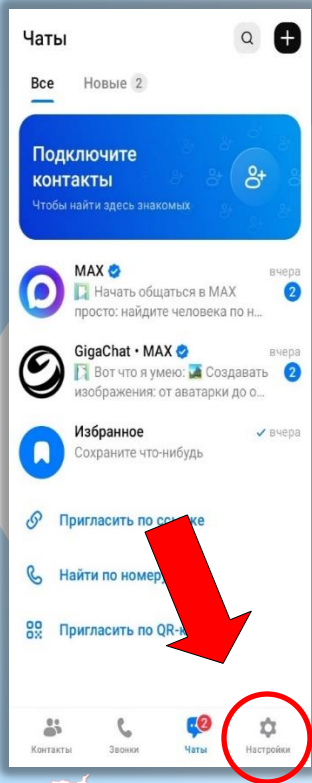 Чаты
Все
Новые 2
Подключите
контакты
Чтобы найти здесь знакомых
MAX
вчера
Начать общаться в MAX
2
просто: найдите человека по н...
GigaChat • MAX
вчера
Вот что я умею: Создавать
2
изображения: от аватарки до о...
Избранное
вчера
Сохраните что-нибудь
Пригласить по ссылке
Найти по номеру
Пригласить по QR-к
2
Контакты
Звонки
Чаты
Настройки